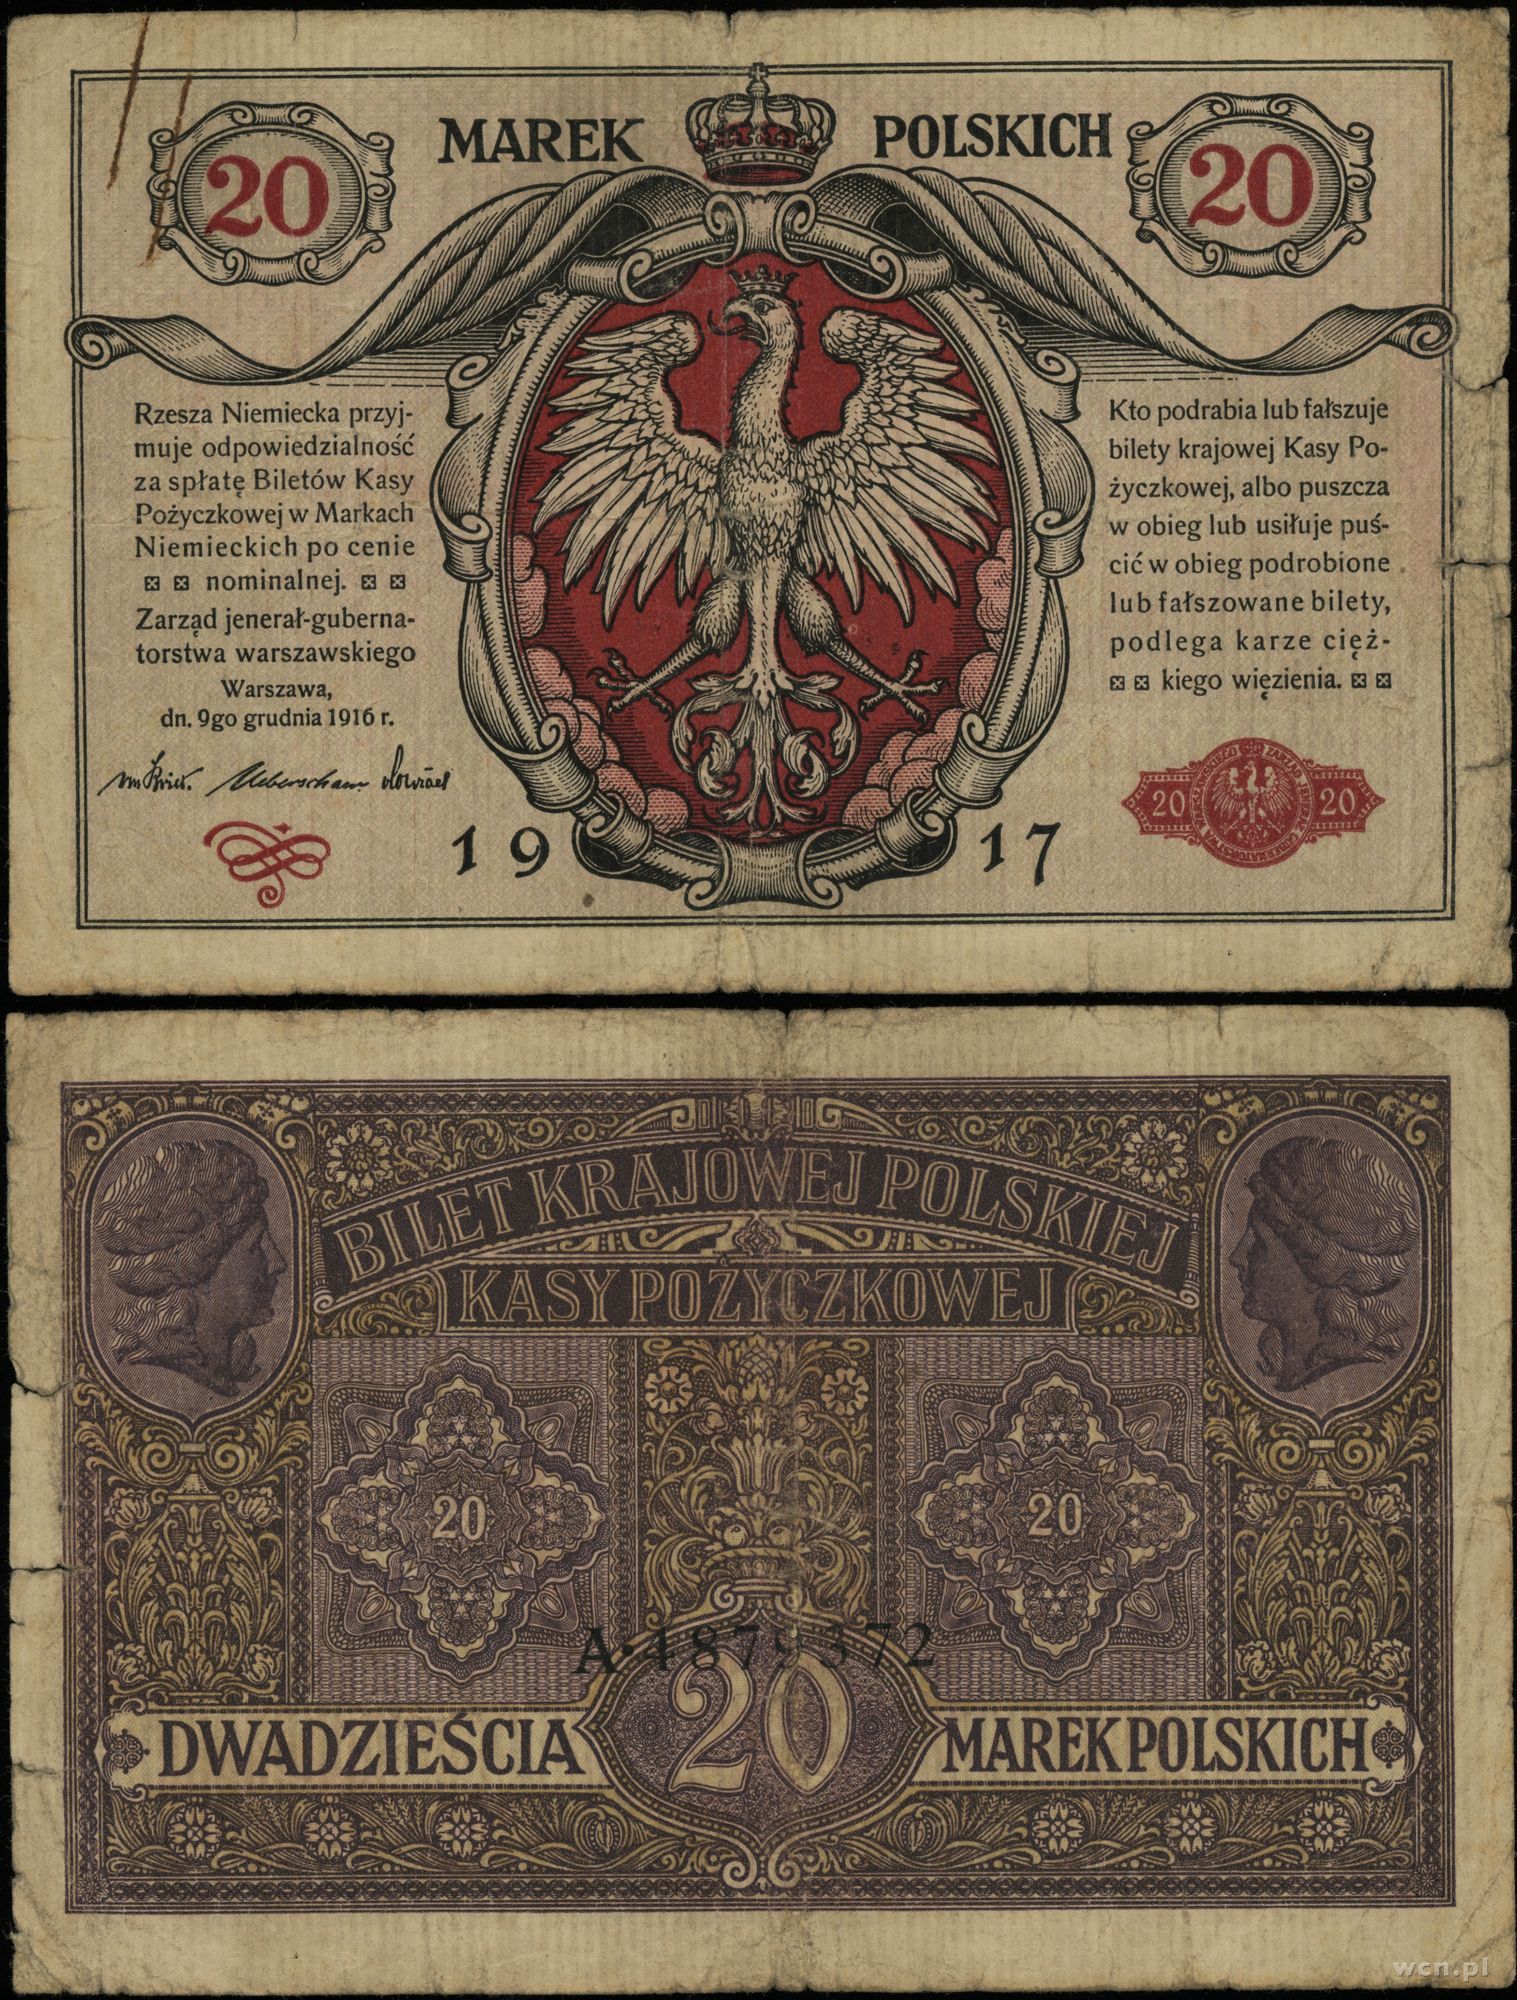 20 MAREK POLSKICH 20
Rzesza Niemiecka przyj-
muje odpowiedzialność
za spłatę Biletów Kasy
Pożyczkowej w Markach
Niemieckich po cenie
nominalnej.
Zarząd jenerał-guberna-
torstwa warszawskiego
Warszawa,
dn. 9go grudnia 1916 r.
Kto podrabia lub fałszuje
bilety krajowej Kasy Po-
życzkowej, albo puszcza
w obieg lub usiłuje puś-
cić w obieg podrobione
lub fałszowane bilety,
podlega karze cięż-
kiego więzienia.
20 20
1917
BILET KRAJOWEJ POLSKIEJ
KASY POŻYCZKOWEJ
20 20
A·4879372
DWADZIEŚCIA 20 MAREK POLSKICH
wcn.pl